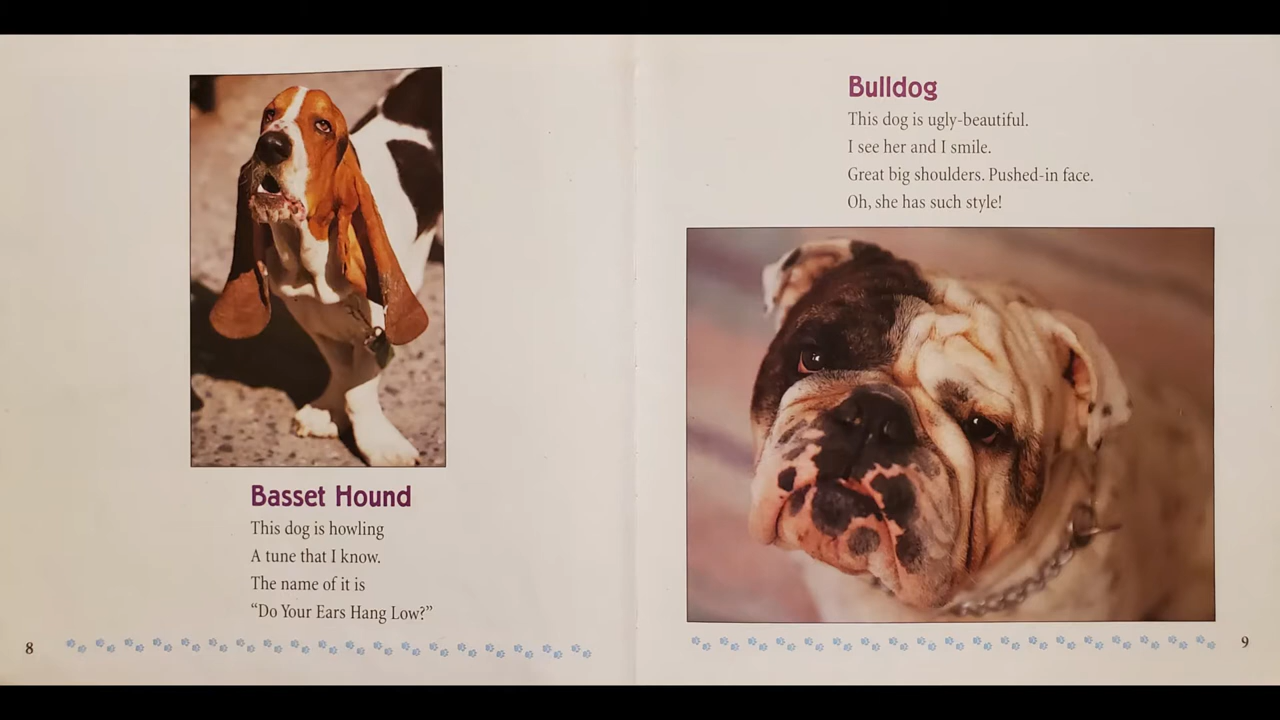 Basset Hound
This dog is howling
A tune that I know.
The name of it is
“Do Your Ears Hang Low?”
8
Bulldog
This dog is ugly-beautiful.
I see her and I smile.
Great big shoulders. Pushed-in face.
Oh, she has such style!
9